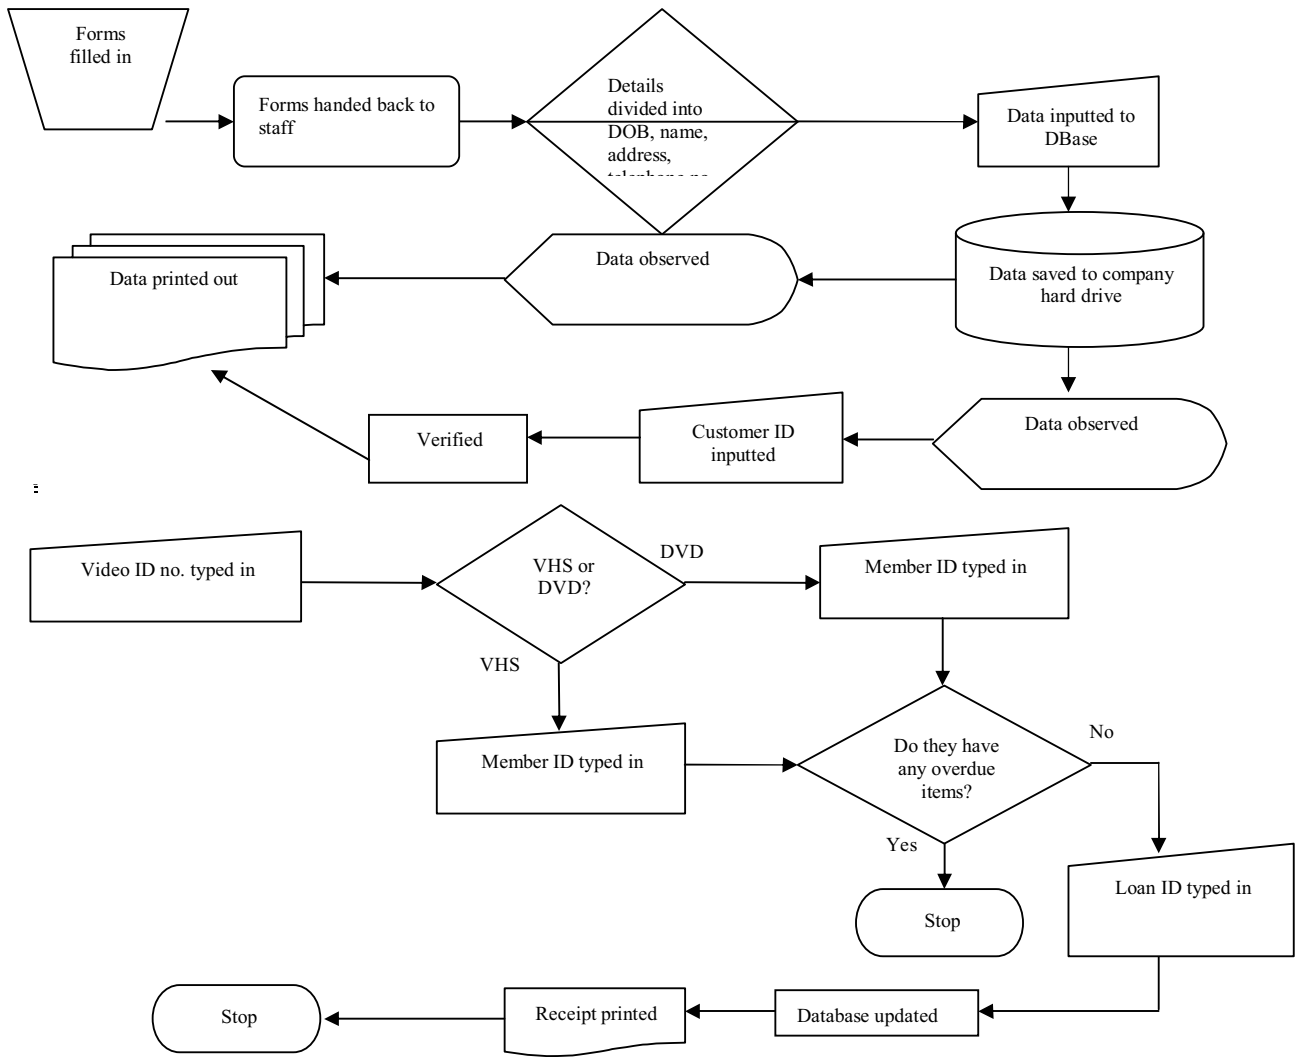 Forms
filled in
Forms handed back to
staff
Details
divided into
DOB, name,
address,
Data inputted to
DBase
Data printed out
Data observed
Data saved to company
hard drive
Verified
Customer ID
inputted
Data observed
Video ID no. typed in
VHS or
DVD?
DVD
VHS
Member ID typed in
Member ID typed in
Do they have
any overdue
items?
No
Yes
Stop
Loan ID typed in
Database updated
Receipt printed
Stop